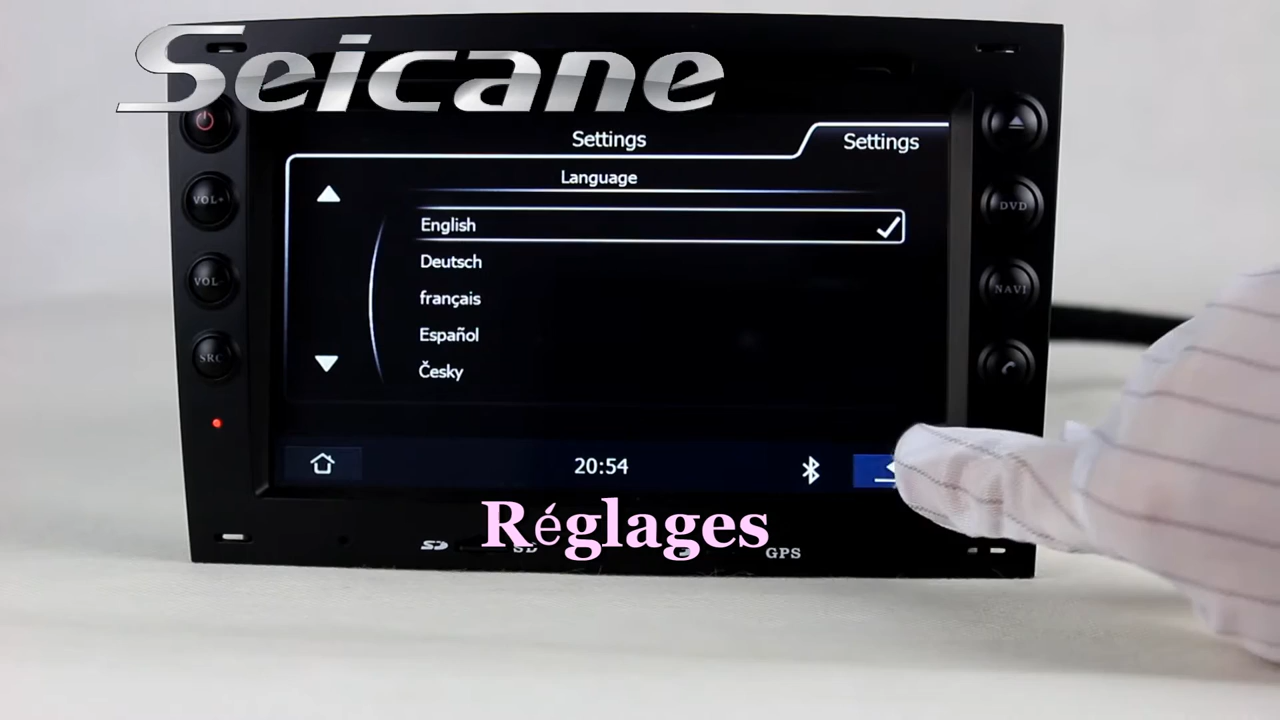 Seicane
Settings
Settings
Language
VOL+
English
DVD
Deutsch
VOL-
NAVI
français
Español
SRC
Česky
20:54
Réglages
SD
SD
GPS